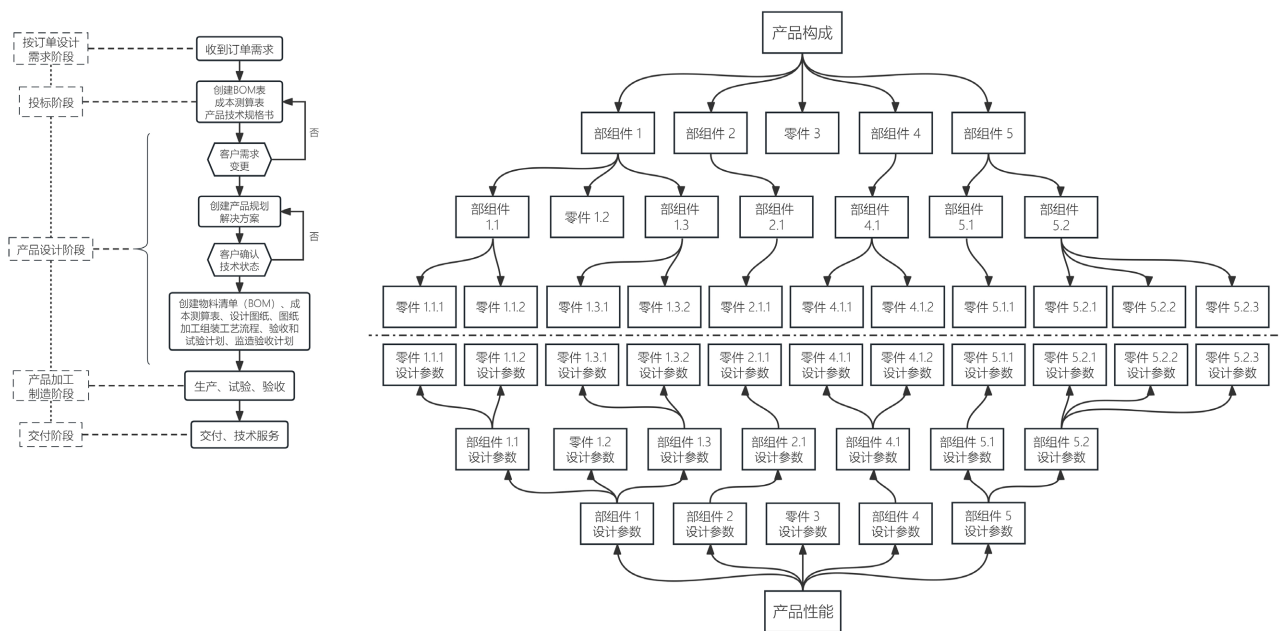 按订单设计
需求阶段
收到订单需求
投标阶段
创建BOM表
成本测算表
产品技术规格书
否
客户需求
变更
创建产品规划
解决方案
否
产品设计阶段
客户确认
技术状态
创建物料清单（BOM）、成
本测算表、设计图纸、图纸
加工组装工艺流程、验收和
试验计划、监造验收计划
产品加工
制造阶段
生产、试验、验收
交付阶段
交付、技术服务
产品构成
部组件 1
部组件 2
零件 3
部组件 4
部组件 5
部组件
1.1
零件 1.2
部组件
1.3
部组件
2.1
部组件
4.1
部组件
5.1
部组件
5.2
零件 1.1.1
零件 1.1.2
零件 1.3.1
零件 1.3.2
零件 2.1.1
零件 4.1.1
零件 4.1.2
零件 5.1.1
零件 5.2.1
零件 5.2.2
零件 5.2.3
零件 1.1.1
设计参数
零件 1.1.2
设计参数
零件 1.3.1
设计参数
零件 1.3.2
设计参数
零件 2.1.1
设计参数
零件 4.1.1
设计参数
零件 4.1.2
设计参数
零件 5.1.1
设计参数
零件 5.2.1
设计参数
零件 5.2.2
设计参数
零件 5.2.3
设计参数
部组件 1.1
设计参数
零件 1.2
设计参数
部组件 1.3
设计参数
部组件 2.1
设计参数
部组件 4.1
设计参数
部组件 5.1
设计参数
部组件 5.2
设计参数
部组件 1
设计参数
部组件 2
设计参数
零件 3
设计参数
部组件 4
设计参数
部组件 5
设计参数
产品性能